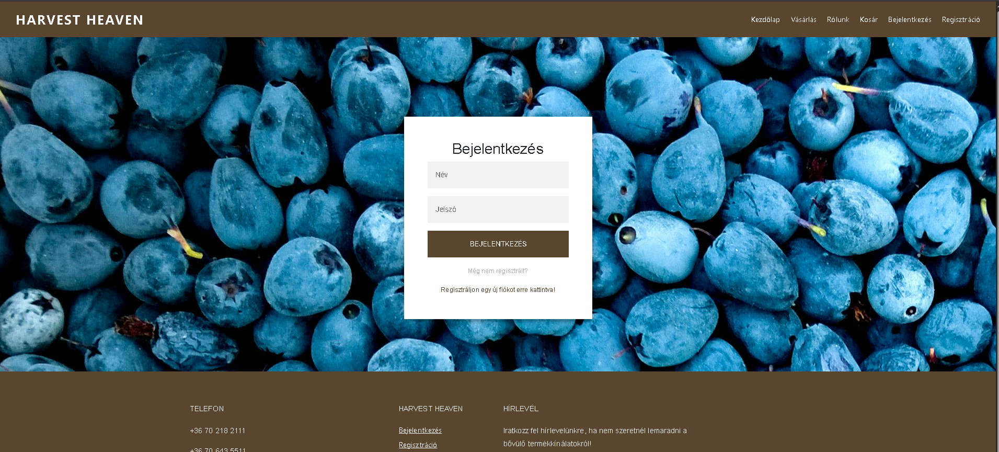 HARVEST HEAVEN
Kezdőlap Vásárlás Rólunk Kosár Bejelentkezés Regisztráció
Bejelentkezés
Név
Jelszó
BEJELENTKEZÉS
Még nem regisztrált?
Regisztráljon egy új fiókot erre kattintva!
TELEFON
+36 70 218 2111
+36 70 643 5511
HARVEST HEAVEN
Bejelentkezés
Regisztráció
HÍRLEVÉL
Iratkozz fel hírlevelünkre, ha nem szeretnél lemaradni a
bővülő termékkínálatokról!